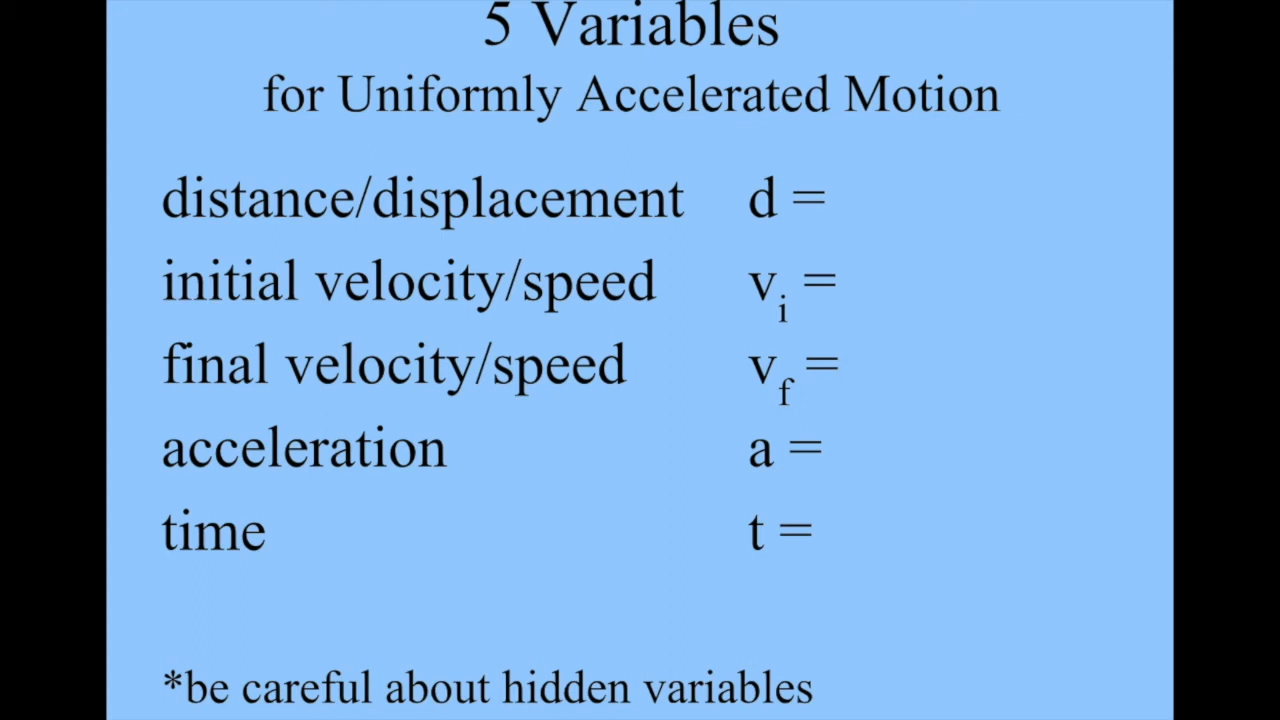 5 Variables
for Uniformly Accelerated Motion
distance/displacement d =
initial velocity/speed vᵢ =
final velocity/speed v_f =
acceleration a =
time t =
*be careful about hidden variables